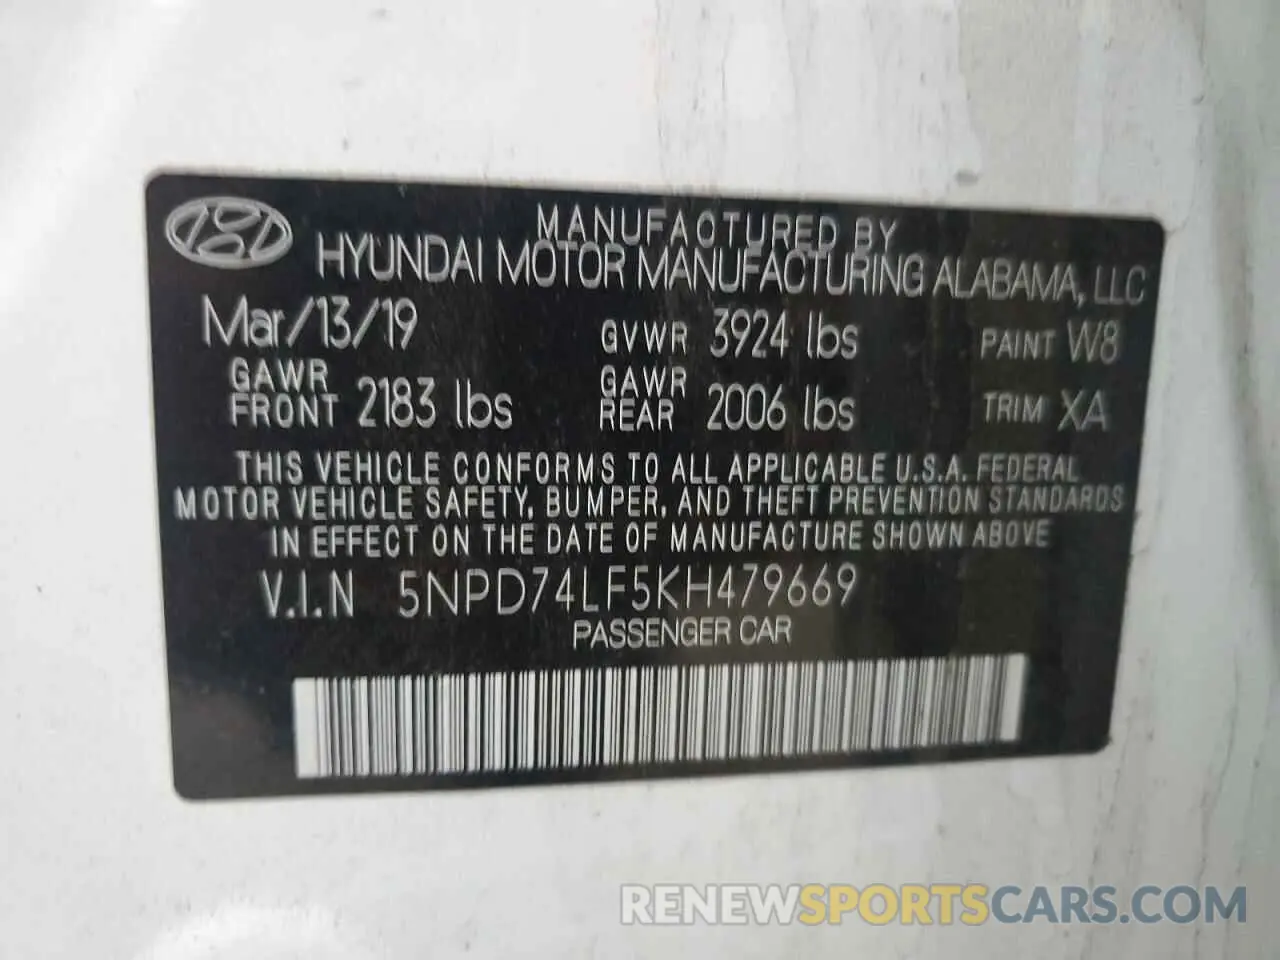 MANUFACTURED BY
HYUNDAI MOTOR MANUFACTURING ALABAMA, LLC
Mar/13/19 GVWR 3924 lbs PAINT W8
GAWR FRONT 2183 lbs GAWR REAR 2006 lbs TRIM XA
THIS VEHICLE CONFORMS TO ALL APPLICABLE U.S.A. FEDERAL
MOTOR VEHICLE SAFETY, BUMPER, AND THEFT PREVENTION STANDARDS
IN EFFECT ON THE DATE OF MANUFACTURE SHOWN ABOVE
V.I.N 5NPD74LF5KH479669
PASSENGER CAR
RENEWSPORTSCARS.COM